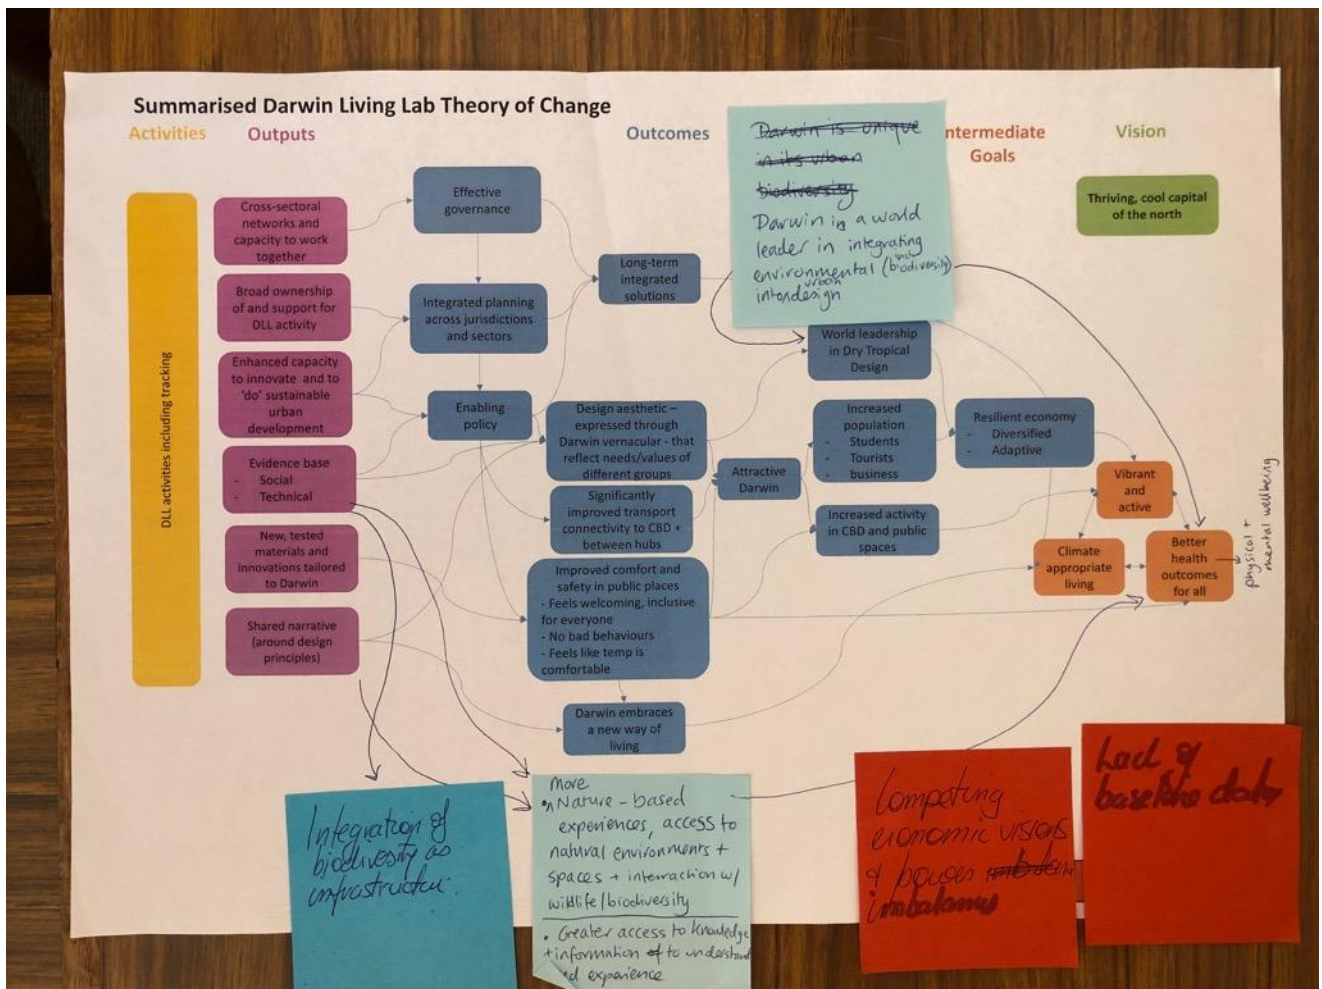 Summarised Darwin Living Lab Theory of Change
Activities
Outputs
Outcomes
ntermediate
Goals
Vision
DLL activities including tracking
Cross-sectoral
networks and
capacity to work
together
Broad ownership
of and support for
DLL activity
Enhanced capacity
to innovate and to
'do' sustainable
urban
development
Evidence base
- Social
- Technical
New, tested
materials and
innovations tailored
to Darwin
Shared narrative
(around design
principles)
Effective
governance
Integrated planning
across jurisdictions
and sectors
Enabling
policy
Long-term
integrated
solutions
Design aesthetic –
expressed through
Darwin vernacular - that
reflect needs/values of
different groups
Significantly
improved transport
connectivity to CBD +
between hubs
Improved comfort and
safety in public places
- Feels welcoming, inclusive
for everyone
- No bad behaviours
- Feels like temp is
comfortable
Darwin embraces
a new way of
living
Attractive
Darwin
World leadership
in Dry Tropical
Design
Increased
population
- Students
- Tourists
- business
Increased activity
in CBD and public
spaces
Resilient economy
- Diversified
- Adaptive
Vibrant
and
active
Climate
appropriate
living
Better
health
outcomes
for all
Thriving, cool capital
of the north
physical +
mental wellbeing
Darwin is unique
in its urban
biodiversity
Darwin is a world
leader in integrating
environmental (incl biodiversity)
into urban design
Integration of
biodiversity as
more
• Nature-based
experiences, access to
natural environments +
spaces + interaction w/
wildlife/biodiversity
• Greater access to knowledge
+ information to understand
experience
Competing
economic visions
& power
imbalances
Lack of
baseline data